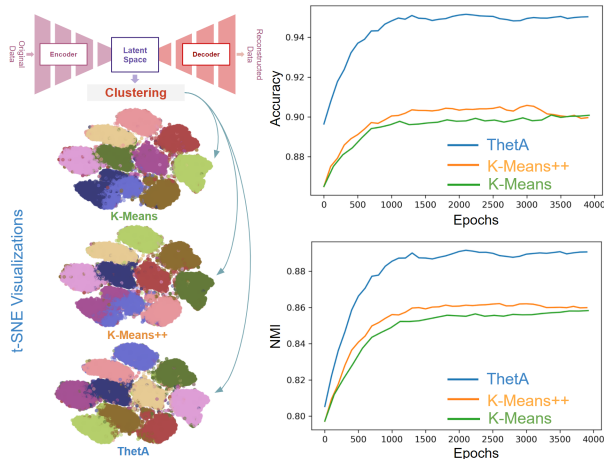 Original
Data
Encoder
Latent
Space
Decoder
Reconstructed
Data
Clustering
t-SNE Visualizations
K-Means
K-Means++
ThetA
Accuracy
0.94
0.92
0.90
0.88
ThetA
K-Means++
K-Means
0 500 1000 1500 2000 2500 3000 3500 4000
Epochs
NMI
0.88
0.86
0.84
0.82
0.80
ThetA
K-Means++
K-Means
0 500 1000 1500 2000 2500 3000 3500 4000
Epochs